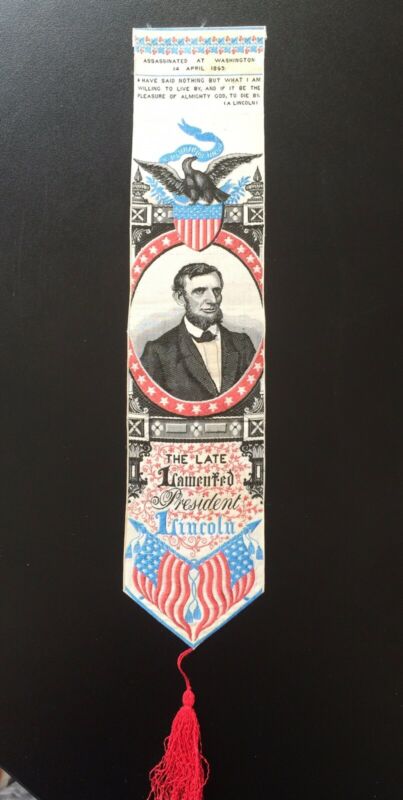 ASSASSINATED AT WASHINGTON
14 APRIL 1865
I HAVE SAID NOTHING BUT WHAT I AM
WILLING TO LIVE BY, AND IF IT BE THE
PLEASURE OF ALMIGHTY GOD, TO DIE BY.
(A LINCOLN)
THE LATE
Lamented
President
Lincoln